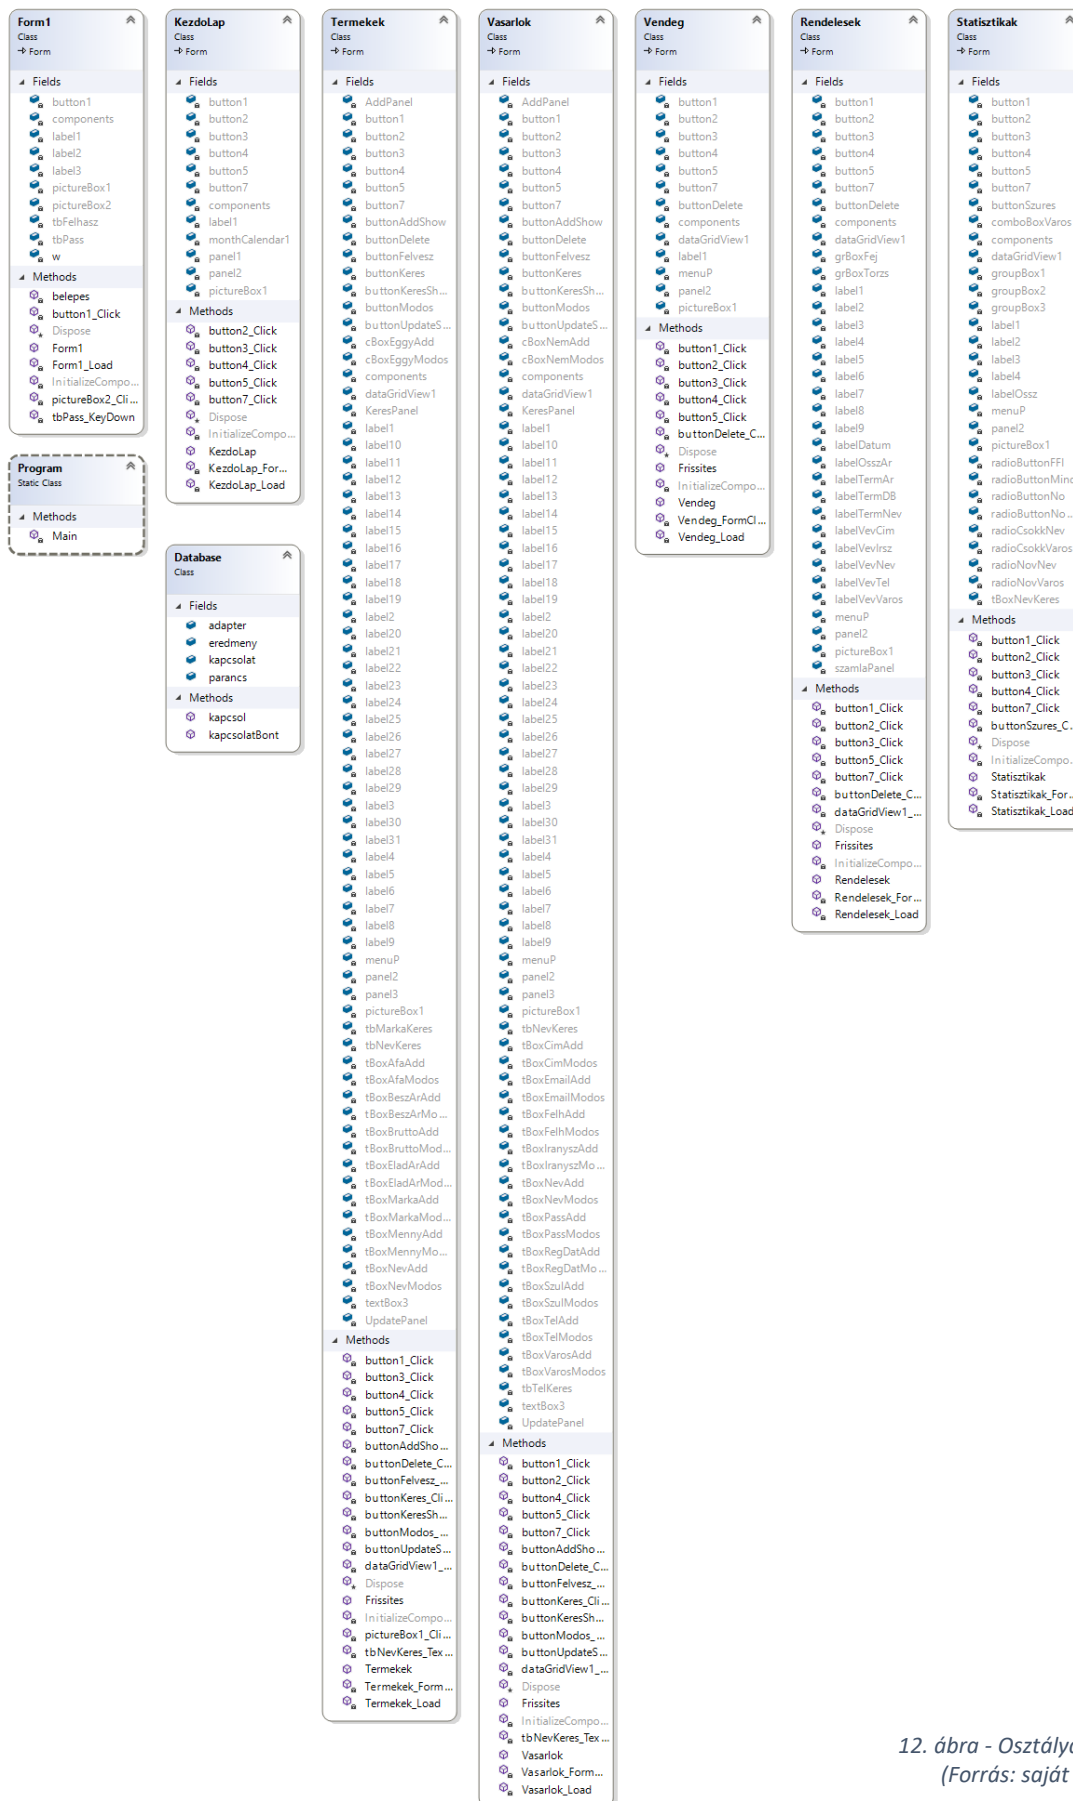 Form1
Class
Form
Fields
button1
components
label1
label2
label3
pictureBox1
pictureBox2
tbFelhasz
tbPass
w
Methods
belepes
button1_Click
Dispose
Form1
Form1_Load
InitializeCompo...
pictureBox2_Cli...
tbPass_KeyDown
Program
Static Class
Methods
Main
KezdoLap
Class
Form
Fields
button1
button2
button3
button4
button5
button7
components
label1
monthCalendar1
panel1
panel2
pictureBox1
Methods
button2_Click
button3_Click
button4_Click
button5_Click
button7_Click
Dispose
InitializeCompo...
KezdoLap
KezdoLap_For...
KezdoLap_Load
Database
Class
Fields
adapter
eredmeny
kapcsolat
parancs
Methods
kapcsol
kapcsolatBont
Termekek
Class
Form
Fields
AddPanel
button1
button2
button3
button4
button5
button7
buttonAddShow
buttonDelete
buttonFelvesz
buttonKeres
buttonKeresSh...
buttonModos
buttonUpdateS...
cBoxEggyAdd
cBoxEggyModos
components
dataGridView1
KeresPanel
label1
label10
label11
label12
label13
label14
label15
label16
label17
label18
label19
label2
label20
label21
label22
label23
label24
label25
label26
label27
label28
label29
label3
label30
label31
label4
label5
label6
label7
label8
label9
menuP
panel2
panel3
pictureBox1
tbMarkaKeres
tbNevKeres
tBoxAfaAdd
tBoxAfaModos
tBoxBeszArAdd
tBoxBeszArMo...
tBoxBruttoAdd
tBoxBruttoMod...
tBoxEladArAdd
tBoxEladArMod...
tBoxMarkaAdd
tBoxMarkaMod...
tBoxMennyAdd
tBoxMennyMo...
tBoxNevAdd
tBoxNevModos
textBox3
UpdatePanel
Methods
button1_Click
button3_Click
button4_Click
button5_Click
button7_Click
buttonAddSho...
buttonDelete_C...
buttonFelvesz_...
buttonKeres_Cli...
buttonKeresSh...
buttonModos_...
buttonUpdateS...
dataGridView1_...
Dispose
Frissites
InitializeCompo...
pictureBox1_Cli...
tbNevKeres_Tex...
Termekek
Termekek_Form...
Termekek_Load
Vasarlok
Class
Form
Fields
AddPanel
button1
button2
button3
button4
button5
button7
buttonAddShow
buttonDelete
buttonFelvesz
buttonKeres
buttonKeresSh...
buttonModos
buttonUpdateS...
cBoxNemAdd
cBoxNemModos
components
dataGridView1
KeresPanel
label1
label10
label11
label12
label13
label14
label15
label16
label17
label18
label19
label2
label20
label21
label22
label23
label24
label25
label26
label27
label28
label29
label3
label30
label31
label4
label5
label6
label7
label8
label9
menuP
panel2
panel3
pictureBox1
tbNevKeres
tBoxCimAdd
tBoxCimModos
tBoxEmailAdd
tBoxEmailModos
tBoxFelhAdd
tBoxFelhModos
tBoxIranyszAdd
tBoxIranyszMo...
tBoxNevAdd
tBoxNevModos
tBoxPassAdd
tBoxPassModos
tBoxRegDatAdd
tBoxRegDatMo...
tBoxSzulAdd
tBoxSzulModos
tBoxTelAdd
tBoxTelModos
tBoxVarosAdd
tBoxVarosModos
tbTelKeres
textBox3
UpdatePanel
Methods
button1_Click
button2_Click
button4_Click
button5_Click
button7_Click
buttonAddSho...
buttonDelete_C...
buttonFelvesz_...
buttonKeres_Cli...
buttonKeresSh...
buttonModos_...
buttonUpdateS...
dataGridView1_...
Dispose
Frissites
InitializeCompo...
tbNevKeres_Tex...
Vasarlok
Vasarlok_Form...
Vasarlok_Load
Vendeg
Class
Form
Fields
button1
button2
button3
button4
button5
button7
buttonDelete
components
dataGridView1
label1
menuP
panel2
pictureBox1
Methods
button1_Click
button2_Click
button3_Click
button4_Click
button5_Click
buttonDelete_C...
Dispose
Frissites
InitializeCompo...
Vendeg
Vendeg_FormCl...
Vendeg_Load
Rendelesek
Class
Form
Fields
button1
button2
button3
button4
button5
button7
buttonDelete
components
dataGridView1
grBoxFej
grBoxTorzs
label1
label2
label3
label4
label5
label6
label7
label8
label9
labelDatum
labelOsszAr
labelTermAr
labelTermDB
labelTermNev
labelVevCim
labelVevIrsz
labelVevNev
labelVevTel
labelVevVaros
menuP
panel2
pictureBox1
szamlaPanel
Methods
button1_Click
button2_Click
button3_Click
button5_Click
button7_Click
buttonDelete_C...
dataGridView1_...
Dispose
Frissites
InitializeCompo...
Rendelesek
Rendelesek_For...
Rendelesek_Load
Statisztikak
Class
Form
Fields
button1
button2
button3
button4
button5
button7
buttonSzures
comboBoxVaros
components
dataGridView1
groupBox1
groupBox2
groupBox3
label1
label2
label3
label4
labelOssz
menuP
panel2
pictureBox1
radioButtonFFI
radioButtonMind
radioButtonNo
radioButtonNo...
radioCsokkNev
radioCsokkVaros
radioNovNev
radioNovVaros
tBoxNevKeres
Methods
button1_Click
button2_Click
button3_Click
button4_Click
button7_Click
buttonSzures_C...
Dispose
InitializeCompo...
Statisztikak
Statisztikak_For...
Statisztikak_Load
12. ábra - Osztály
(Forrás: saját